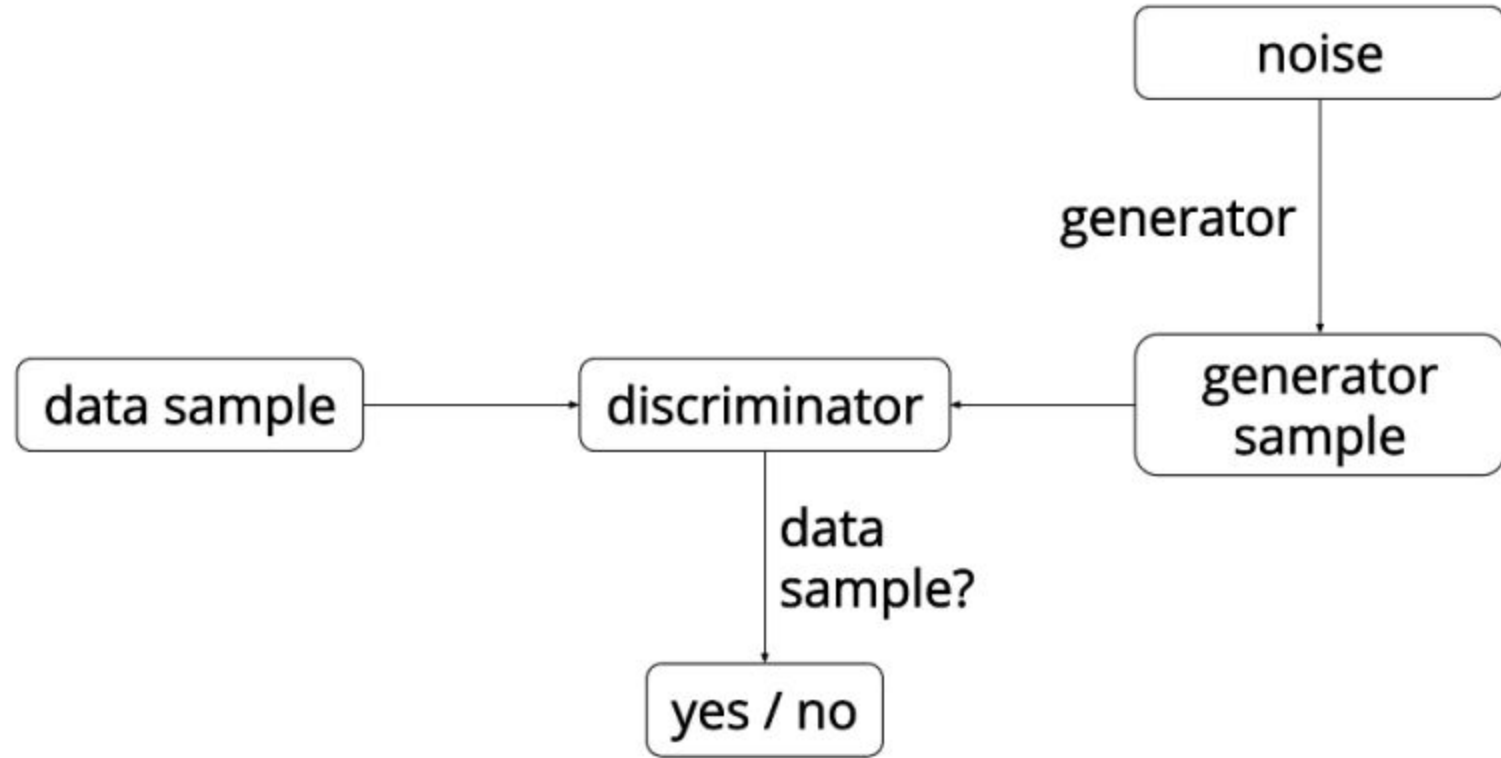 noise
generator
data sample
discriminator
generator
sample
data
sample?
yes / no